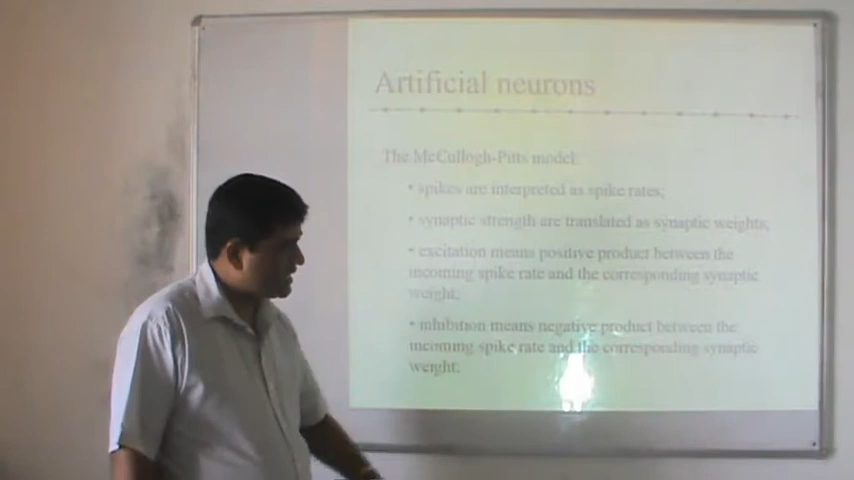 Artificial neurons
The McCullogh-Pitts model:
• spikes are interpreted as spike rates;
• synaptic strength are translated as synaptic weights;
• excitation means positive product between the
incoming spike rate and the corresponding synaptic
weight;
• inhibition means negative product between the
incoming spike rate and the corresponding synaptic
weight;